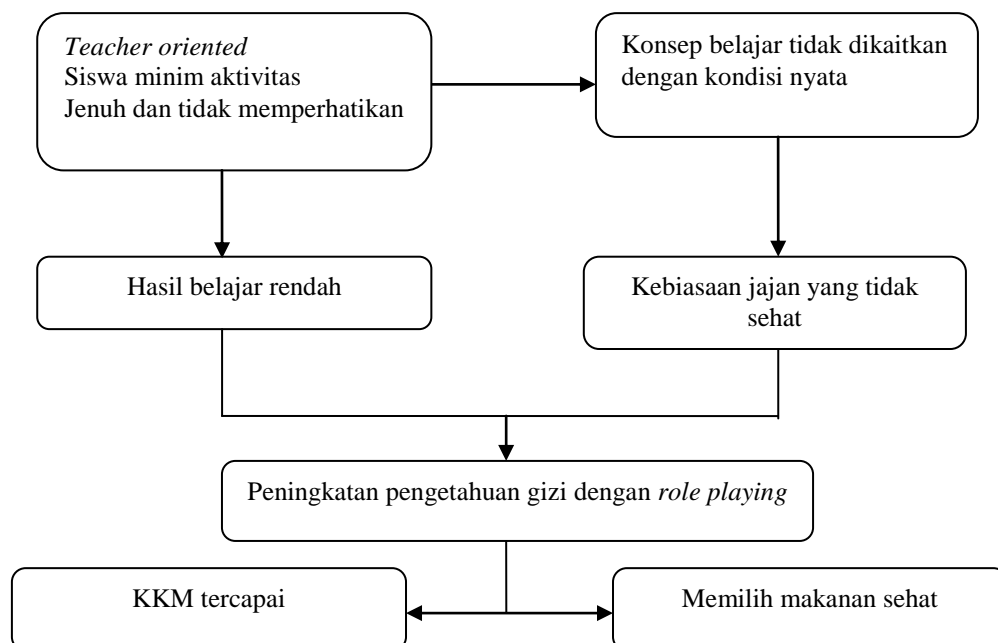 Teacher oriented
Siswa minim aktivitas
Jenuh dan tidak memperhatikan
Konsep belajar tidak dikaitkan
dengan kondisi nyata
Hasil belajar rendah
Kebiasaan jajan yang tidak
sehat
Peningkatan pengetahuan gizi dengan role playing
KKM tercapai
Memilih makanan sehat